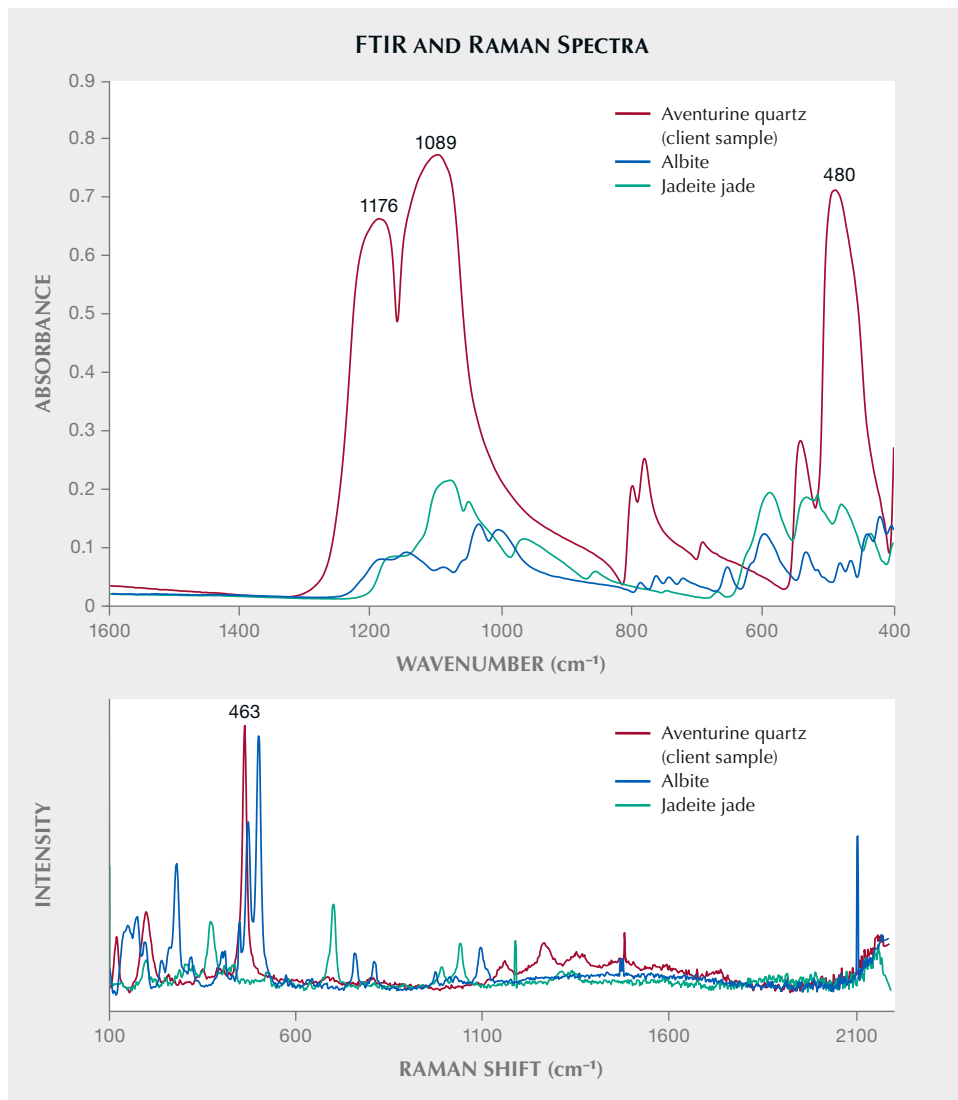 FTIR AND RAMAN SPECTRA
0.9
0.8
0.7
0.6
0.5
0.4
0.3
0.2
0.1
0
ABSORBANCE
1176
1089
480
Aventurine quartz
(client sample)
Albite
Jadeite jade
1600 1400 1200 1000 800 600 400
WAVENUMBER (cm⁻¹)
463
Aventurine quartz
(client sample)
Albite
Jadeite jade
INTENSITY
100 600 1100 1600 2100
RAMAN SHIFT (cm⁻¹)